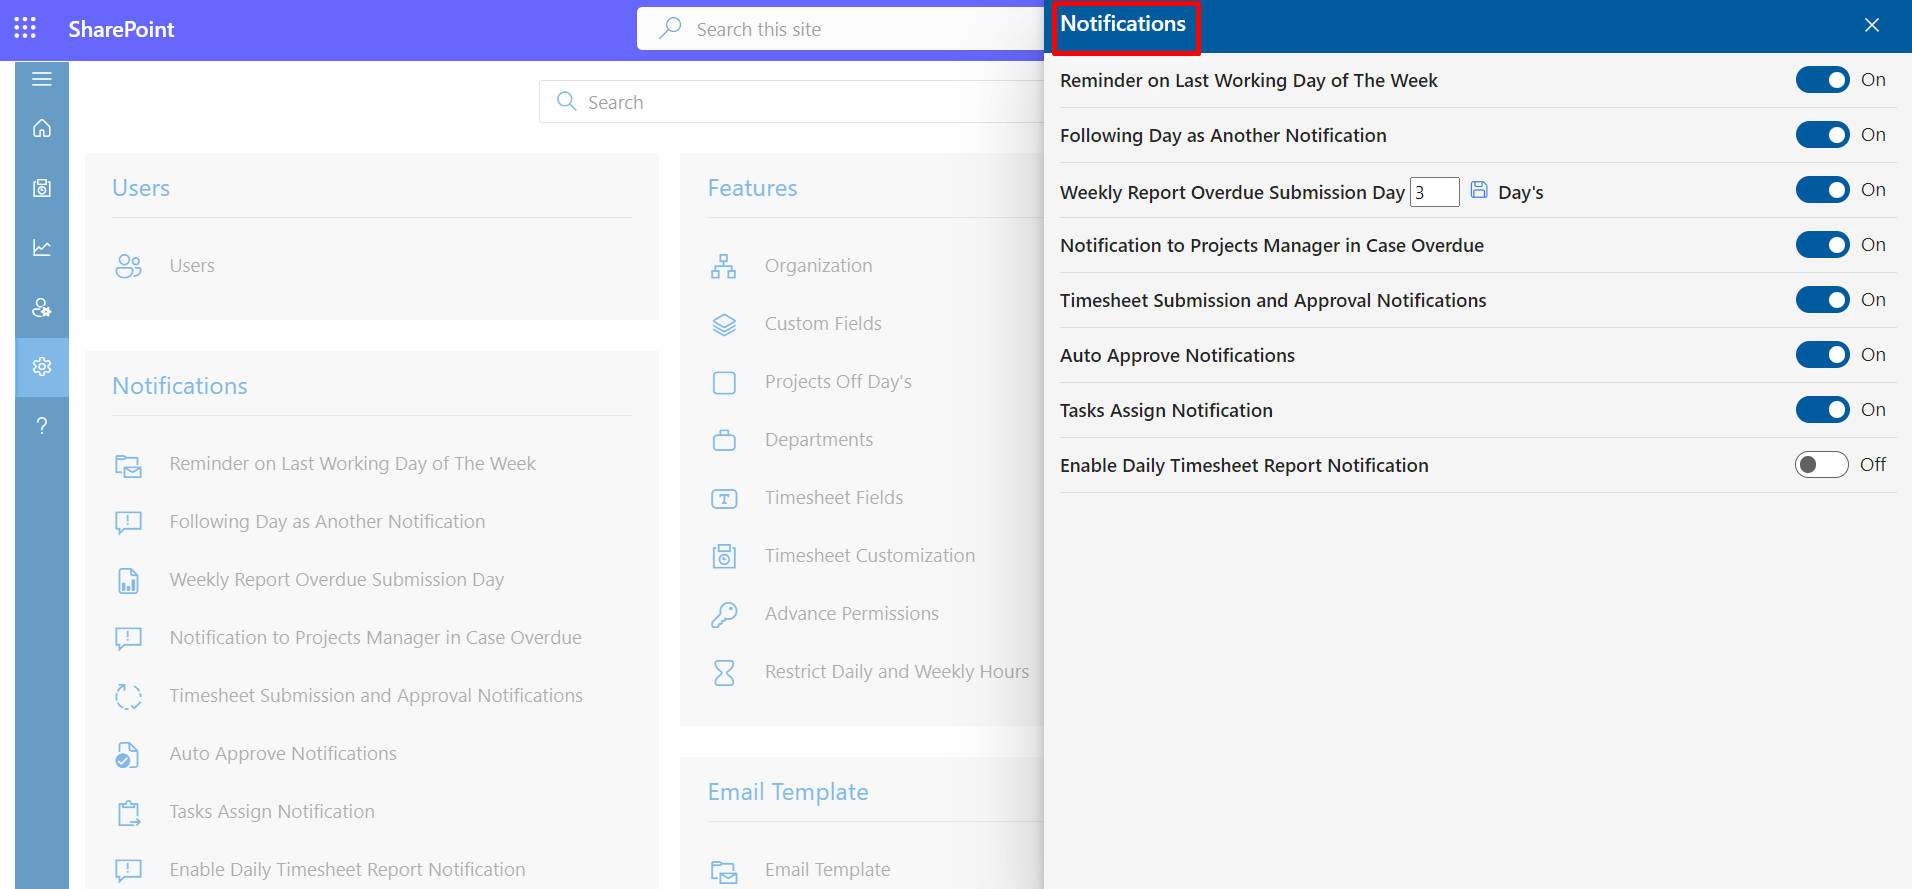 SharePoint
Search this site
Search
Users
Users
Notifications
Reminder on Last Working Day of The Week
Following Day as Another Notification
Weekly Report Overdue Submission Day
Notification to Projects Manager in Case Overdue
Timesheet Submission and Approval Notifications
Auto Approve Notifications
Tasks Assign Notification
Enable Daily Timesheet Report Notification
Features
Organization
Custom Fields
Projects Off Day's
Departments
Timesheet Fields
Timesheet Customization
Advance Permissions
Restrict Daily and Weekly Hours
Email Template
Email Template
Notifications
Reminder on Last Working Day of The Week On
Following Day as Another Notification On
Weekly Report Overdue Submission Day 3 Day's On
Notification to Projects Manager in Case Overdue On
Timesheet Submission and Approval Notifications On
Auto Approve Notifications On
Tasks Assign Notification On
Enable Daily Timesheet Report Notification Off